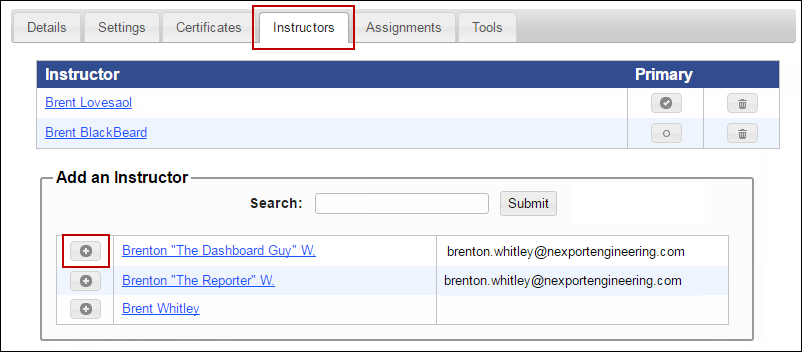 Details Settings Certificates Instructors Assignments Tools
Instructor Primary
Brent Lovesaol
Brent BlackBeard
Add an Instructor
Search: Submit
Brenton "The Dashboard Guy" W. brenton.whitley@nexportengineering.com
Brenton "The Reporter" W. brenton.whitley@nexportengineering.com
Brent Whitley